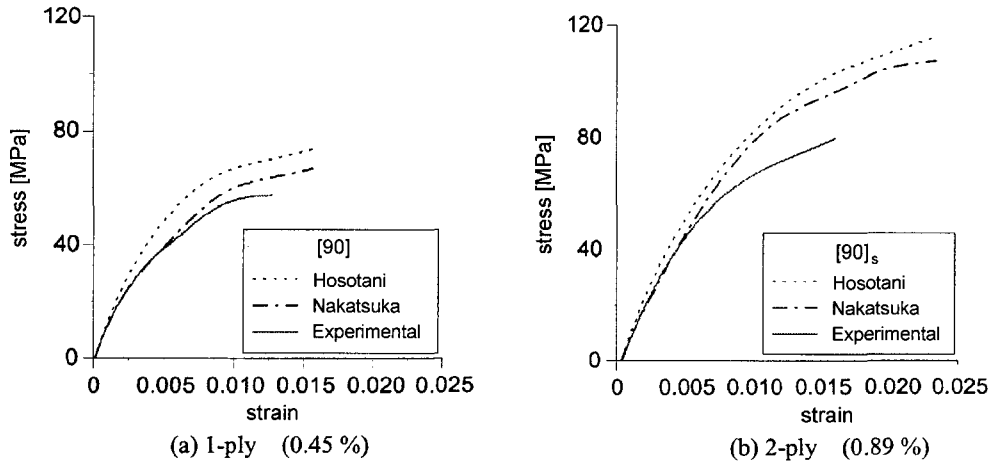 120
80
40
0
stress [MPa]
[90]
Hosotani
Nakatsuka
Experimental
0 0.005 0.010 0.015 0.020 0.025
strain
(a) 1-ply (0.45 %)
120
80
40
0
stress [MPa]
[90]s
Hosotani
Nakatsuka
Experimental
0 0.005 0.010 0.015 0.020 0.025
strain
(b) 2-ply (0.89 %)